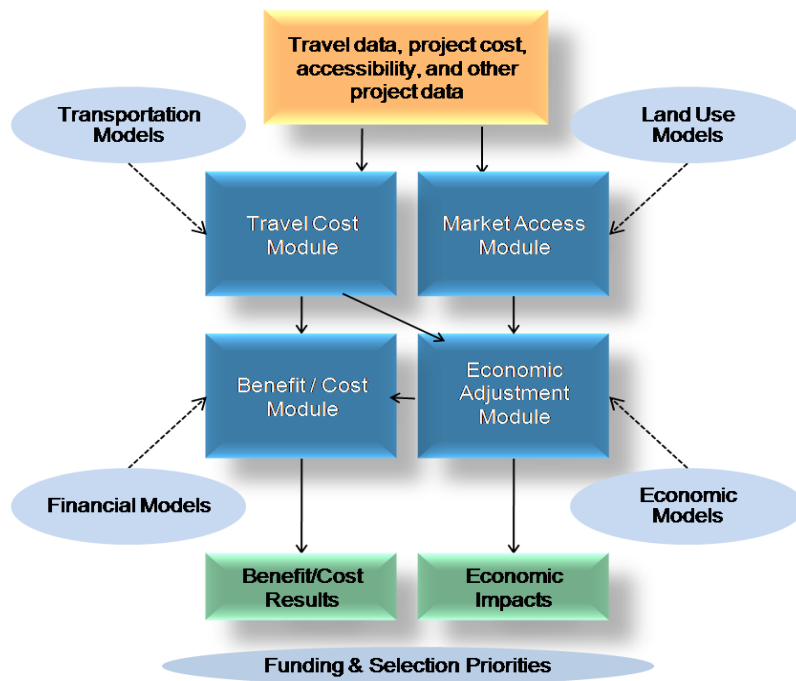 Travel data, project cost,
accessibility, and other
project data
Transportation
Models
Land Use
Models
Travel Cost
Module
Market Access
Module
Benefit / Cost
Module
Economic
Adjustment
Module
Financial Models
Economic
Models
Benefit/Cost
Results
Economic
Impacts
Funding & Selection Priorities